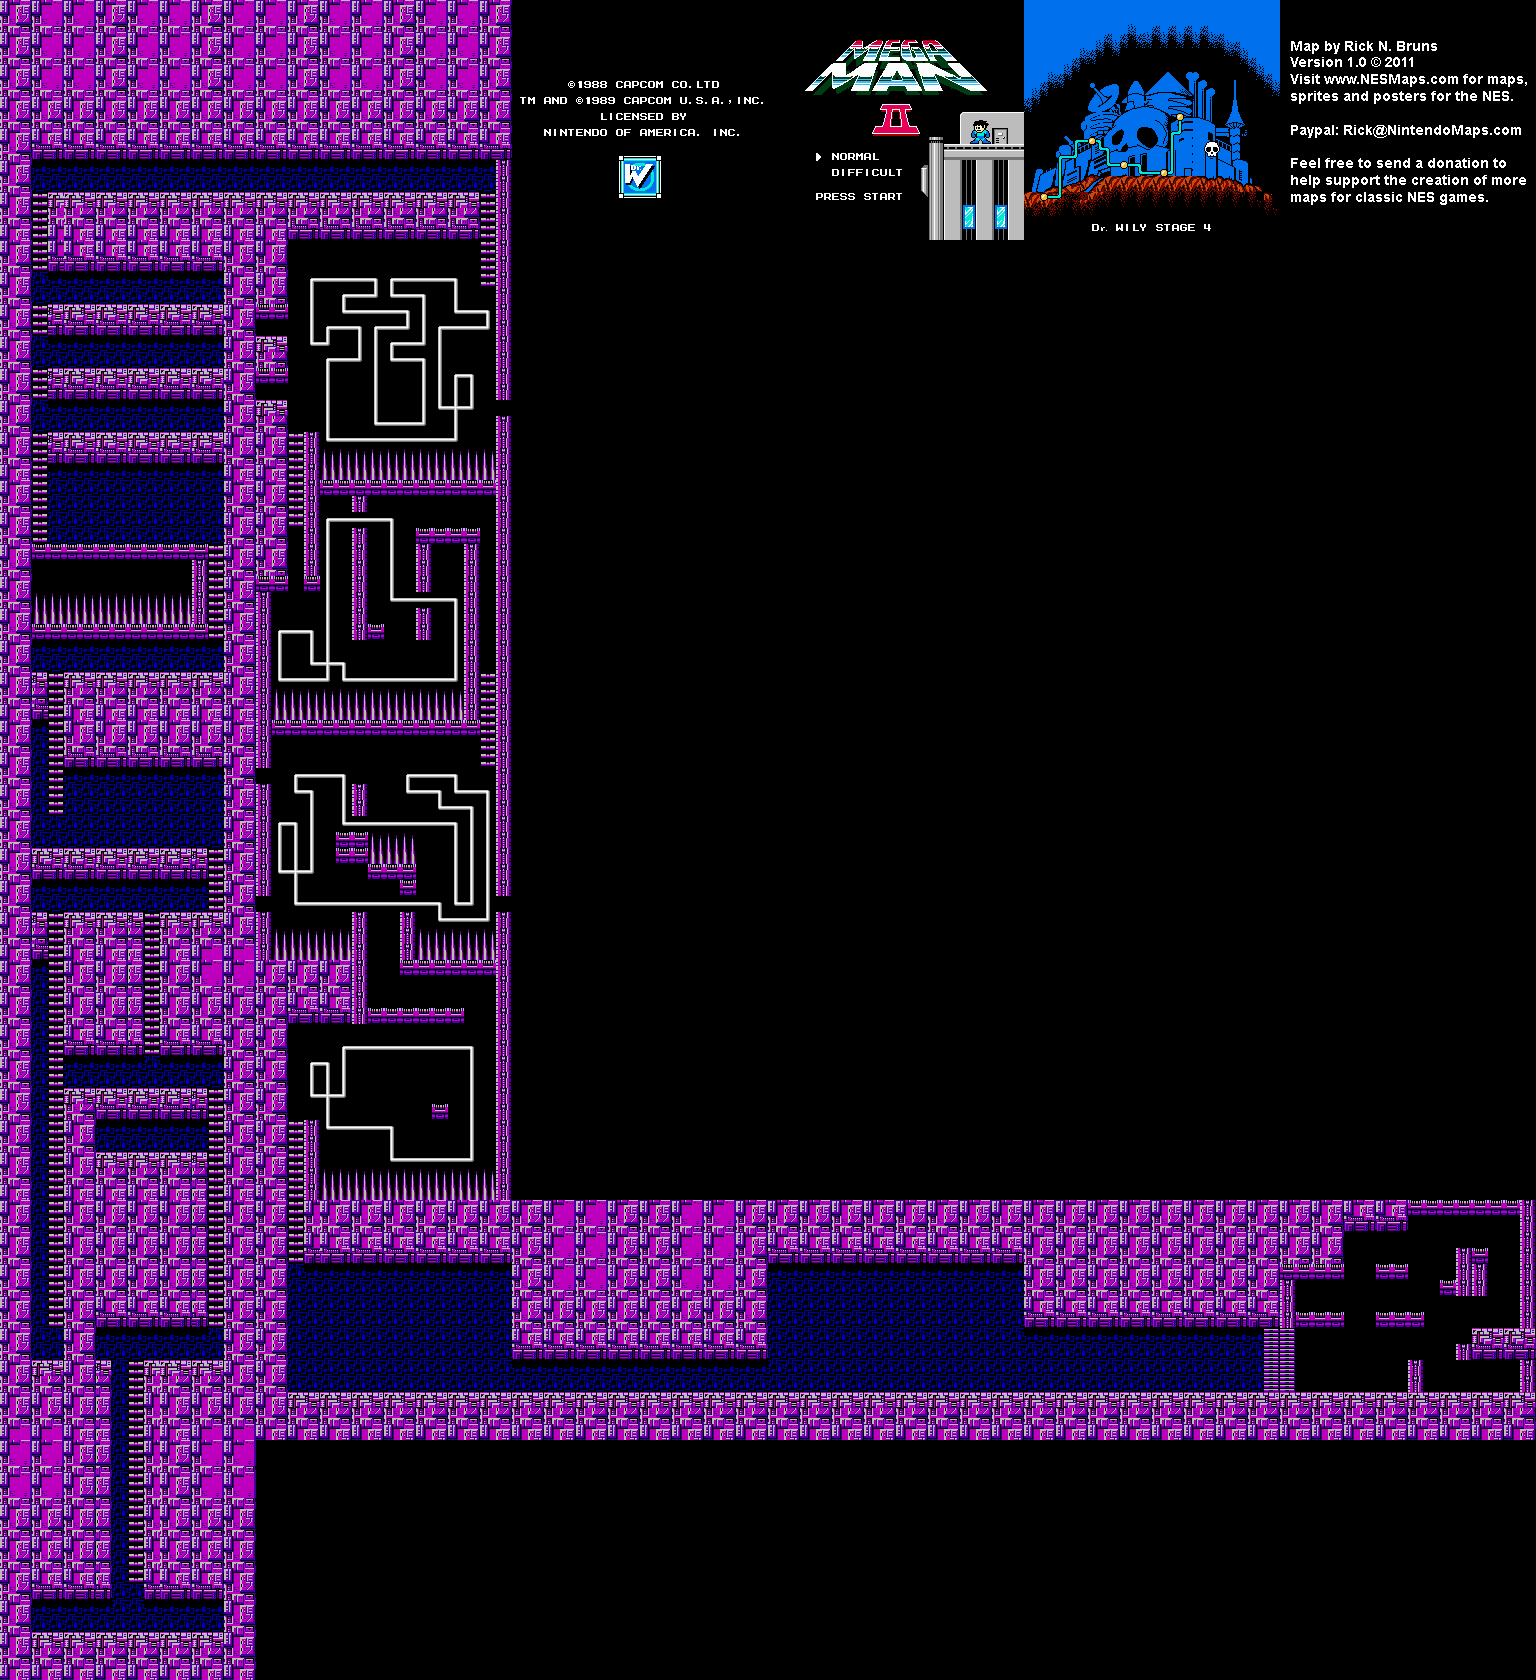 ©1988 CAPCOM CO.LTD
TM AND ©1989 CAPCOM U.S.A.,INC.
LICENSED BY
NINTENDO OF AMERICA. INC.
DR.
W
MEGA
MAN
II
NORMAL
DIFFICULT
PRESS START
Dr. WILY STAGE 4
Map by Rick N. Bruns
Version 1.0 © 2011
Visit www.NESMaps.com for maps,
sprites and posters for the NES.
Paypal: Rick@NintendoMaps.com
Feel free to send a donation to
help support the creation of more
maps for classic NES games.